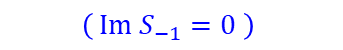 ( Im S₋₁ = 0 )